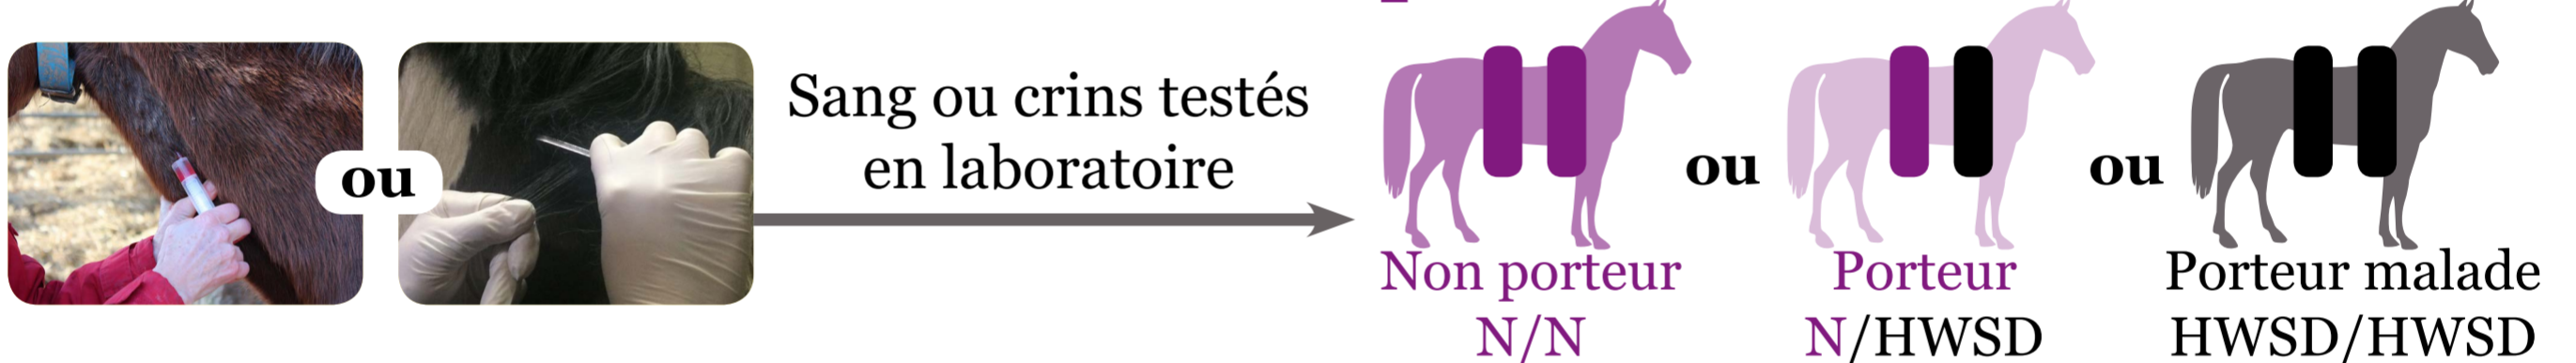 ou
Sang ou crins testés
en laboratoire
Non porteur
N/N
ou
Porteur
N/HWSD
ou
Porteur malade
HWSD/HWSD